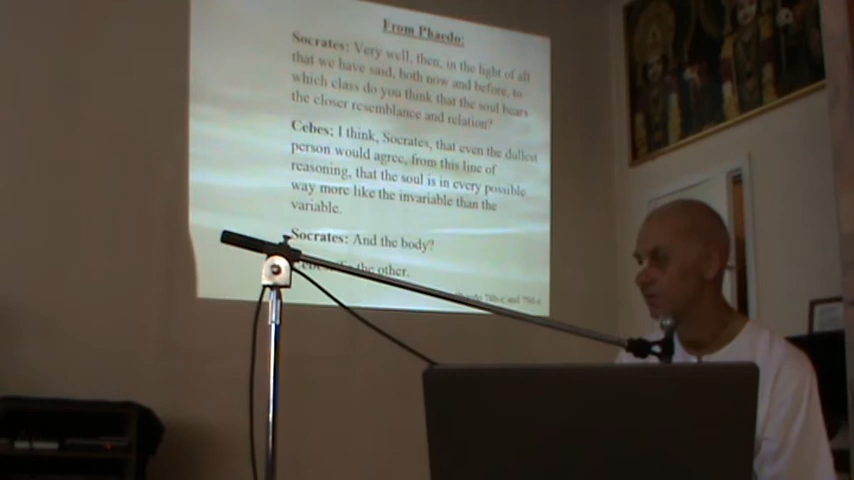 From Phaedo:
Socrates: Very well, then, in the light of all
that we have said, both now and before, to
which class do you think that the soul bears
the closer resemblance and relation?
Cebes: I think, Socrates, that even the dullest
person would agree, from this line of
reasoning, that the soul is in every possible
way more like the invariable than the
variable.
Socrates: And the body?
the other.